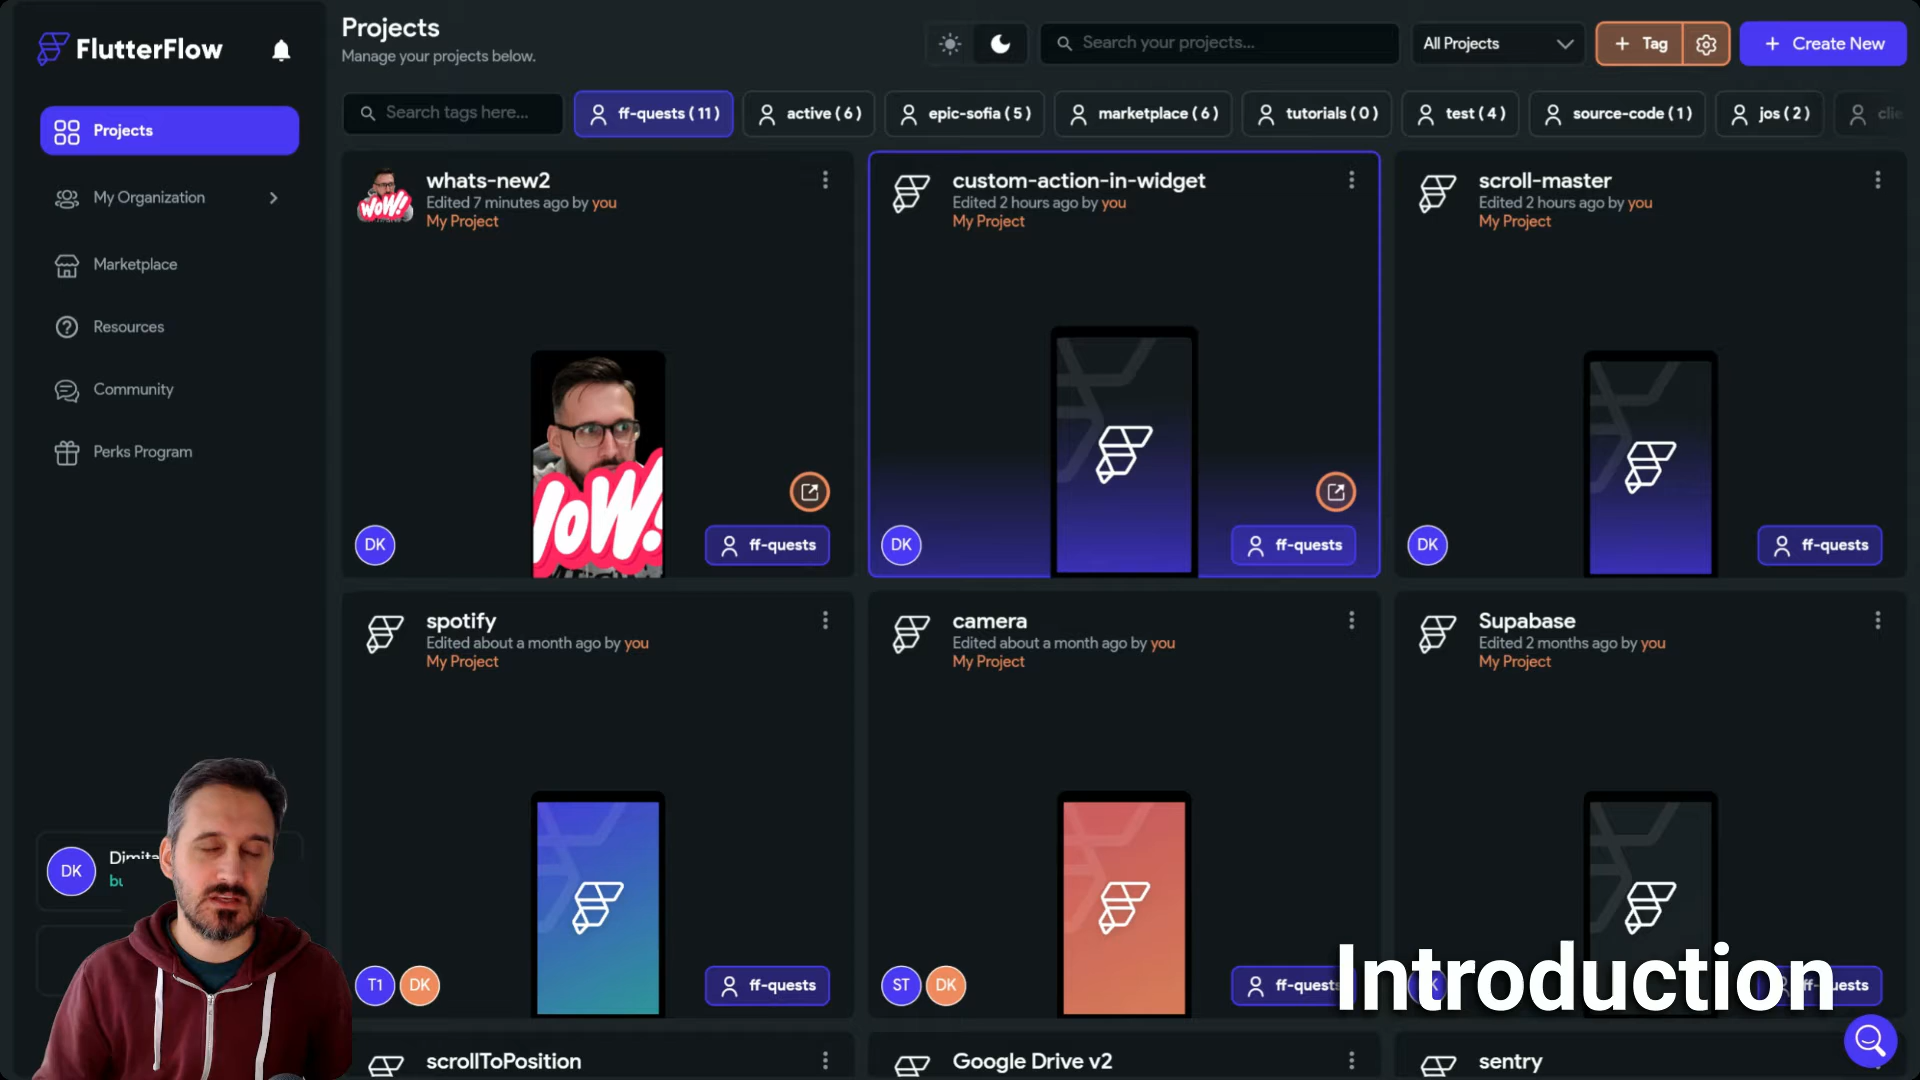 FlutterFlow
Projects
My Organization
Marketplace
Resources
Community
Perks Program
DK
Projects
Manage your projects below.
Search your projects...
All Projects
+ Tag
+ Create New
Search tags here...
ff-quests ( 11 )
active ( 6 )
epic-sofia ( 5 )
marketplace ( 6 )
tutorials ( 0 )
test ( 4 )
source-code ( 1 )
jos ( 2 )
whats-new2
Edited 7 minutes ago by you
My Project
WOW!
DK
ff-quests
custom-action-in-widget
Edited 2 hours ago by you
My Project
DK
ff-quests
scroll-master
Edited 2 hours ago by you
My Project
DK
ff-quests
spotify
Edited about a month ago by you
My Project
T1
DK
ff-quests
camera
Edited about a month ago by you
My Project
ST
DK
ff-quests
Supabase
Edited 2 months ago by you
My Project
Introduction
scrollToPosition
Google Drive v2
sentry